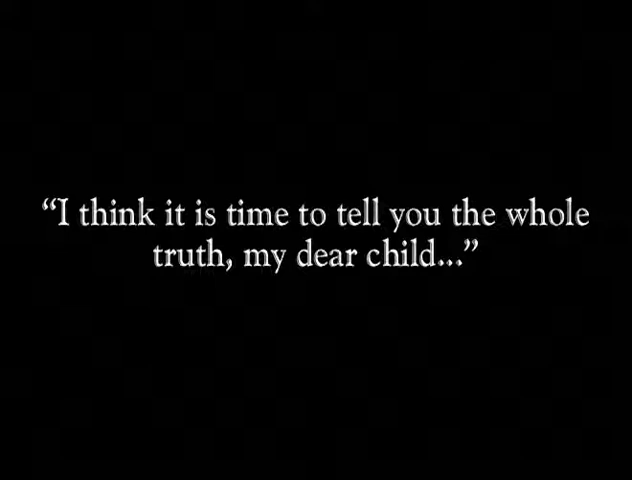 “I think it is time to tell you the whole
truth, my dear child...”